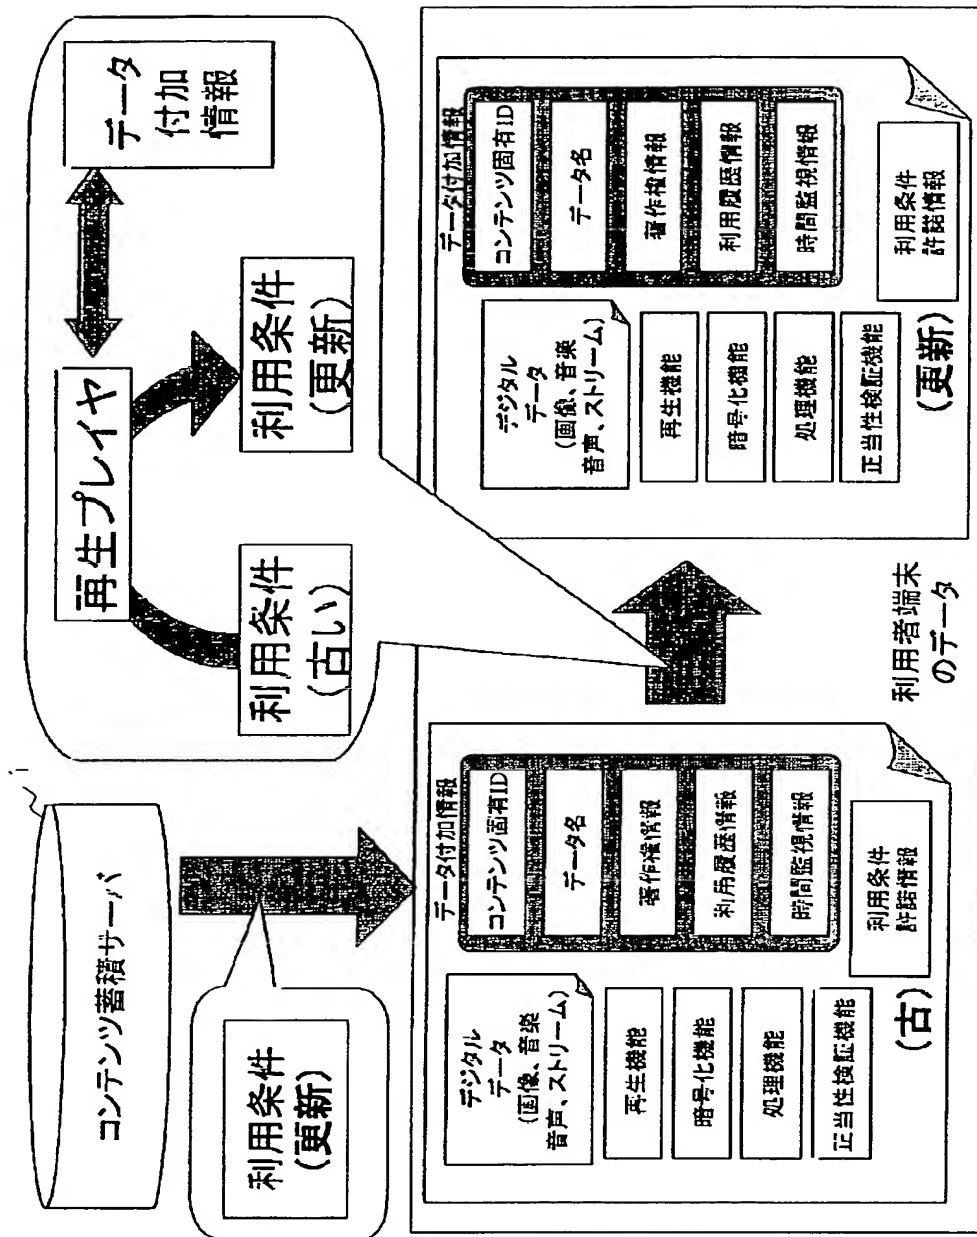 コンテンツ蓄積サーバ
利用条件
(更新)
再生プレイヤ
データ
付加
情報
利用条件
(古い)
利用条件
(更新)
デジタル
データ
(画像、音楽
音声、ストリーム)
再生機能
暗号化機能
処理機能
正当性検証機能
データ付加情報
コンテンツ固有ID
データ名
著作権情報
利用履歴情報
時間監視情報
利用条件
許諾情報
(古)
利用者端末
のデータ
デジタル
データ
(画像、音楽
音声、ストリーム)
再生機能
暗号化機能
処理機能
正当性検証機能
データ付加情報
コンテンツ固有ID
データ名
著作権情報
利用履歴情報
時間監視情報
利用条件
許諾情報
(更新)